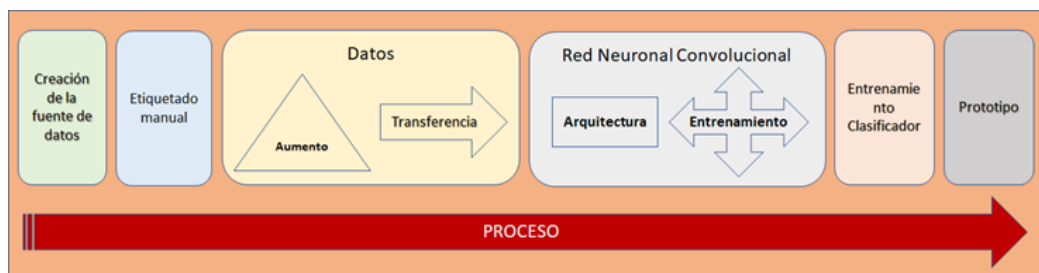 Creación
de la
fuente de
datos
Etiquetado
manual
Datos
Aumento
Transferencia
Red Neuronal Convolucional
Arquitectura
Entrenamiento
Entrenamie
nto
Clasificador
Prototipo
PROCESO